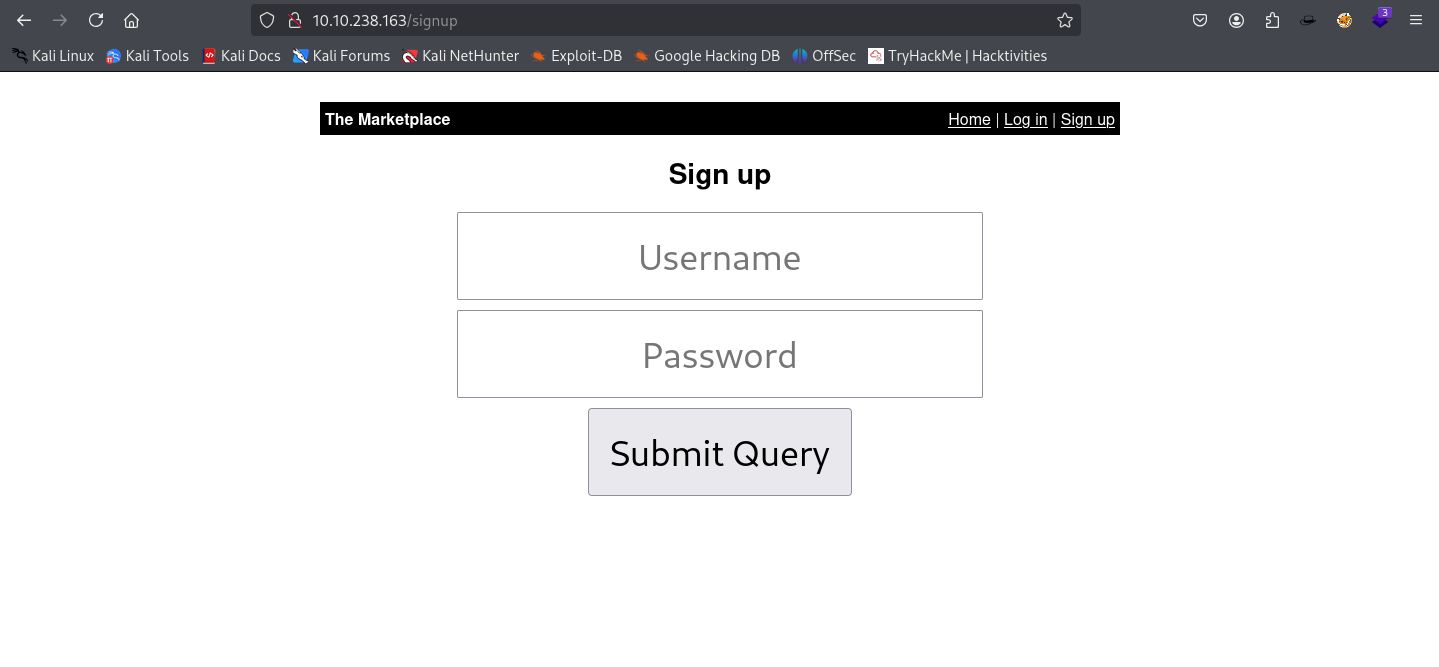 10.10.238.163/signup
3
Kali Linux Kali Tools Kali Docs Kali Forums Kali NetHunter Exploit-DB Google Hacking DB OffSec TryHackMe | Hacktivities
The Marketplace Home | Log in | Sign up
Sign up
Username
Password
Submit Query